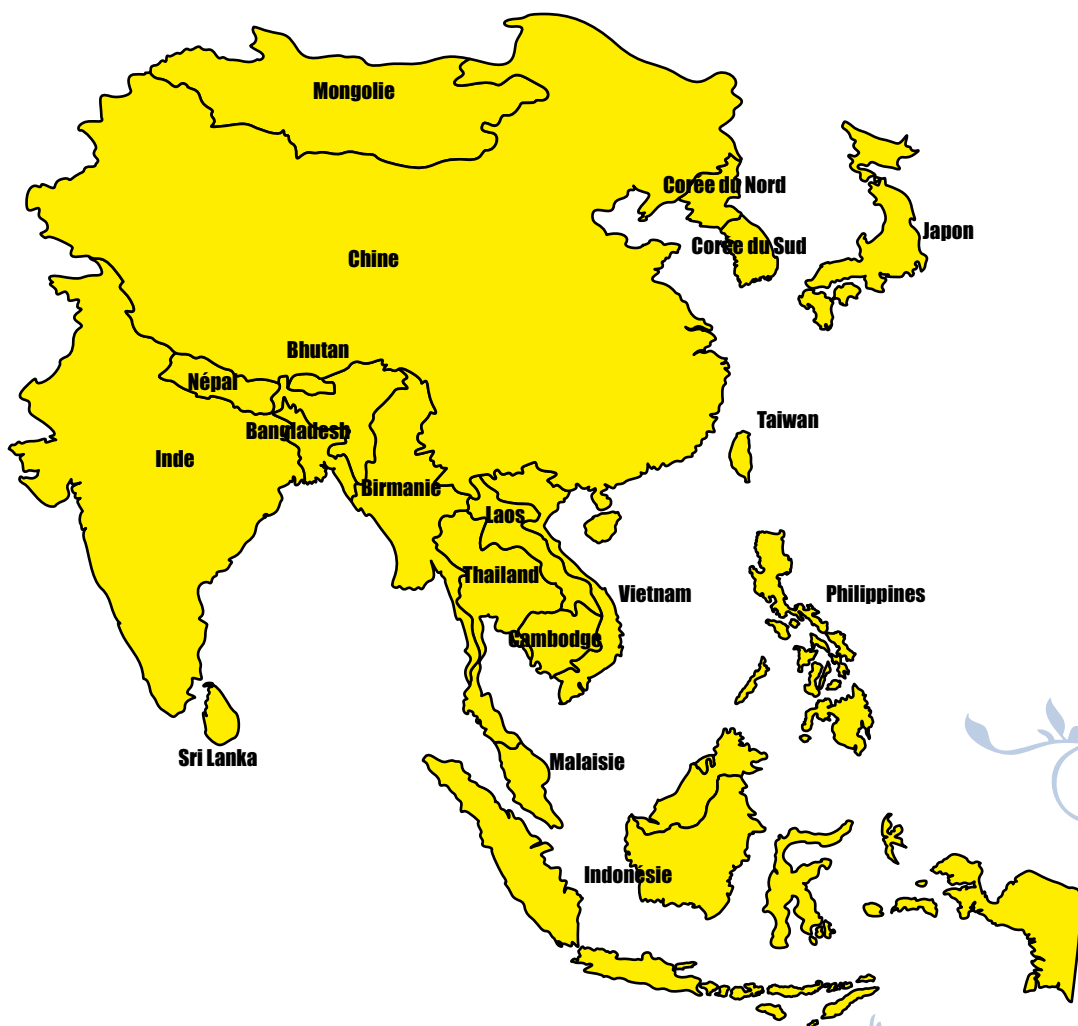 Mongolie
Corée du Nord
Japon
Corée du Sud
Chine
Bhutan
Népal
Taiwan
Bangladesh
Inde
Birmanie
Laos
Thailand
Vietnam
Philippines
Cambodge
Sri Lanka
Malaisie
Indonésie